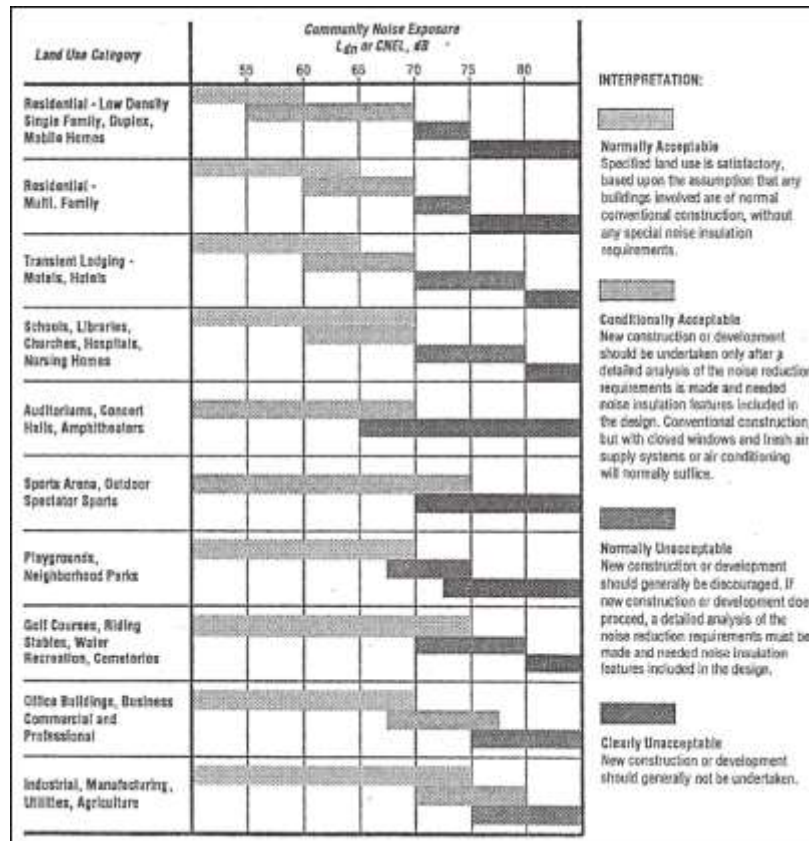 Community Noise Exposure
Ldn or CNEL, dB
Land Use Category
55 60 65 70 75 80
Residential - Low Density
Single Family, Duplex,
Mobile Homes
Residential -
Multi. Family
Transient Lodging -
Motels, Hotels
Schools, Libraries,
Churches, Hospitals,
Nursing Homes
Auditoriums, Concert
Halls, Amphitheaters
Sports Arena, Outdoor
Spectator Sports
Playgrounds,
Neighborhood Parks
Golf Courses, Riding
Stables, Water
Recreation, Cemeteries
Office Buildings, Business
Commercial and
Professional
Industrial, Manufacturing,
Utilities, Agriculture
INTERPRETATION:
Normally Acceptable
Specified land use is satisfactory,
based upon the assumption that any
buildings involved are of normal
conventional construction, without
any special noise insulation
requirements.
Conditionally Acceptable
New construction or development
should be undertaken only after a
detailed analysis of the noise reduction
requirements is made and needed
noise insulation features included in
the design. Conventional construction,
but with closed windows and fresh air
supply systems or air conditioning
will normally suffice.
Normally Unacceptable
New construction or development
should generally be discouraged. If
new construction or development doe
proceed, a detailed analysis of the
noise reduction requirements must be
made and needed noise insulation
features included in the design.
Clearly Unacceptable
New construction or development
should generally not be undertaken.